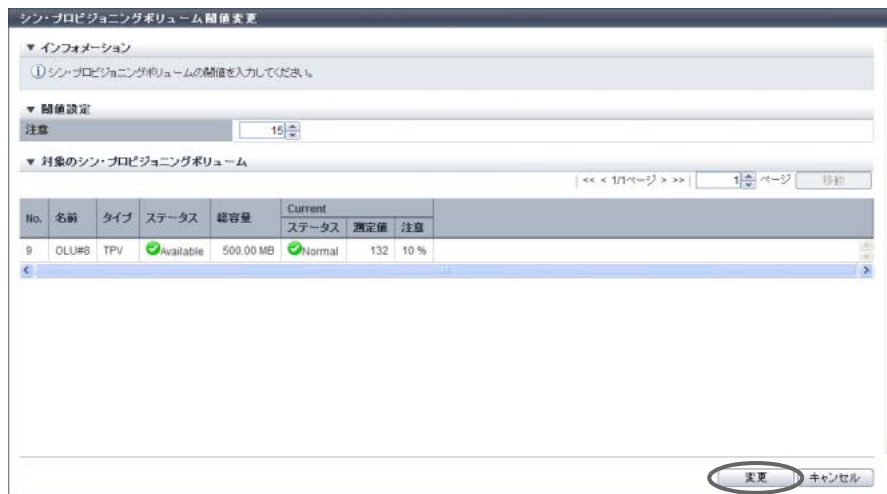 シン・プロビジョニングボリューム閾値変更
▼ インフォメーション
シン・プロビジョニングボリュームの閾値を入力してください。
▼ 閾値設定
注意 15
▼ 対象のシン・プロビジョニングボリューム
| << < 1/1ページ > >> | 1 ページ 移動
Current
No. 名前 タイプ ステータス 総容量 ステータス 測定値 注意
9 OLU#8 TPV Available 500.00 MB Normal 132 10 %
変更 キャンセル